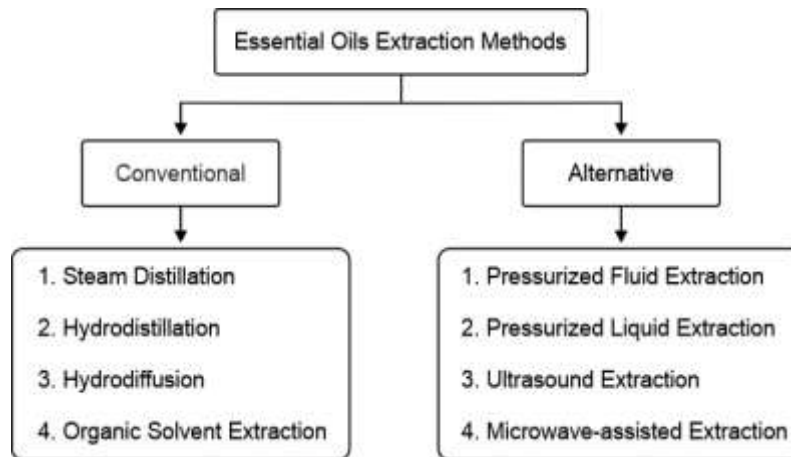 Essential Oils Extraction Methods
Conventional
Alternative
1. Steam Distillation
2. Hydrodistillation
3. Hydrodiffusion
4. Organic Solvent Extraction
1. Pressurized Fluid Extraction
2. Pressurized Liquid Extraction
3. Ultrasound Extraction
4. Microwave-assisted Extraction